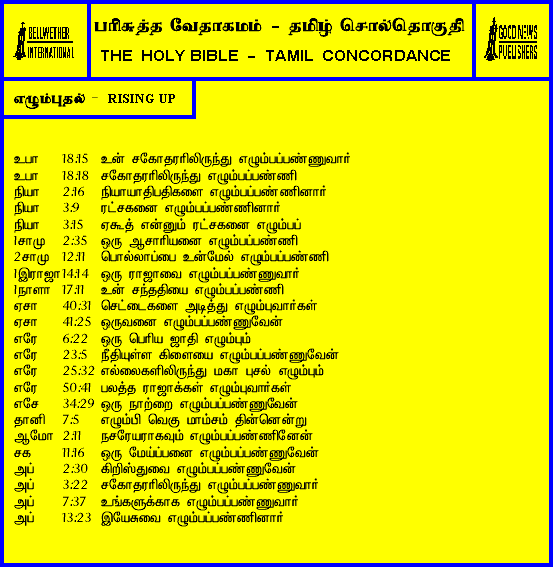 BELLWETHER INTERNATIONAL
பரிசுத்த வேதாகமம் - தமிழ் சொல்தொகுதி
THE HOLY BIBLE - TAMIL CONCORDANCE
GOOD NEWS PUBLISHERS
எழும்புதல் - RISING UP
உபா 18:15 உன் சகோதரரிலிருந்து எழும்பப்பண்ணுவார்
உபா 18:18 சகோதரரிலிருந்து எழும்பப்பண்ணி
நியா 2:16 நியாயாதிபதிகளை எழும்பப்பண்ணினார்
நியா 3:9 ரட்சகனை எழும்பப்பண்ணினார்
நியா 3:15 ஏகூத் என்னும் ரட்சகனை எழும்பப்
1சாமு 2:35 ஒரு ஆசாரியனை எழும்பப்பண்ணி
2சாமு 12:11 பொல்லாப்பை உன்மேல் எழும்பப்பண்ணி
1இராஜா 14:14 ஒரு ராஜாவை எழும்பப்பண்ணுவார்
1நாளா 17:11 உன் சந்ததியை எழும்பப்பண்ணி
ஏசா 40:31 செட்டைகளை அடித்து எழும்புவார்கள்
ஏசா 41:25 ஒருவனை எழும்பப்பண்ணுவேன்
எரே 6:22 ஒரு பெரிய ஜாதி எழும்பும்
எரே 23:5 நீதியுள்ள கிளையை எழும்பப்பண்ணுவேன்
எரே 25:32 எல்லைகளிலிருந்து மகா புசல் எழும்பும்
எரே 50:41 பலத்த ராஜாக்கள் எழும்புவார்கள்
எசே 34:29 ஒரு நாற்றை எழும்பப்பண்ணுவேன்
தானி 7:5 எழும்பி வெகு மாம்சம் தின்னென்று
ஆமோ 2:11 நசரேயராகவும் எழும்பப்பண்ணினேன்
சக 11:16 ஒரு மேய்ப்பனை எழும்பப்பண்ணுவேன்
அப் 2:30 கிறிஸ்துவை எழும்பப்பண்ணுவேன்
அப் 3:22 சகோதரரிலிருந்து எழும்பப்பண்ணுவார்
அப் 7:37 உங்களுக்காக எழும்பப்பண்ணுவார்
அப் 13:23 இயேசுவை எழும்பப்பண்ணினார்